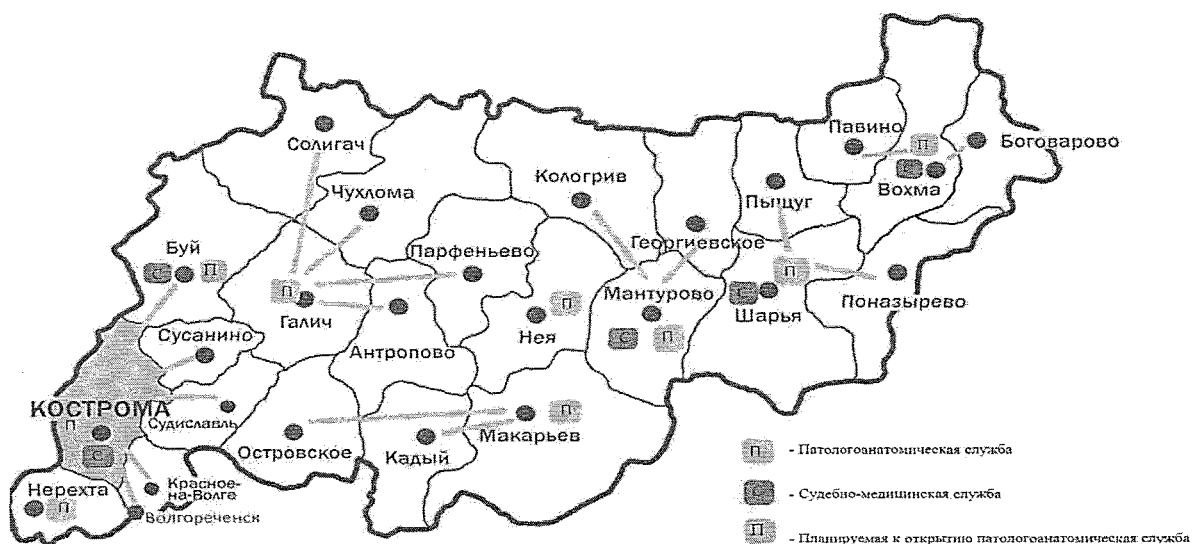 Солигач
Чухлома
Кологрив
Павино
П
Боговарово
С
Вохма
Пыщуг
Георгиевское
Буй
С
П
Парфеньево
П
Галич
Антропово
П
Нея
Мантурово
С
П
П
С
Шарья
Поназырево
Сусанино
КОСТРОМА
П
С
Судиславль
Островское
Кадый
Макарьев
П
Красное-
на-Волге
Нерехта
П
Волгореченск
П - Патологоанатомическая служба
С - Судебно-медицинская служба
П - Планируемая к открытию патологоанатомическая служба